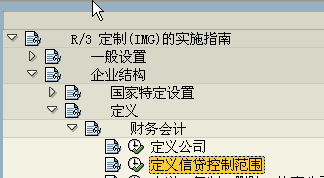 R/3 定制(IMG)的实施指南
一般设置
企业结构
国家特定设置
定义
财务会计
定义公司
定义信贷控制范围